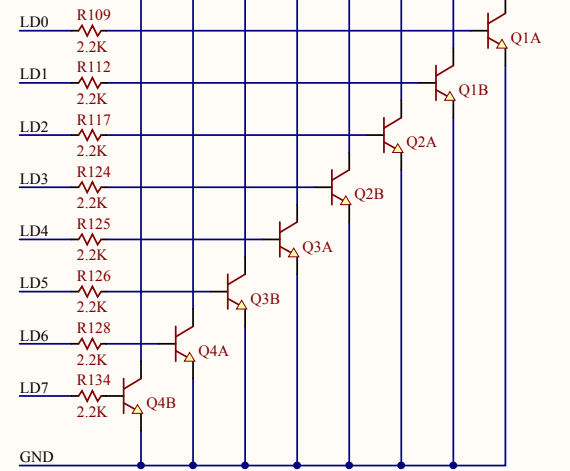 LD0 R109
2.2K
Q1A
LD1 R112
2.2K
Q1B
LD2 R117
2.2K
Q2A
LD3 R124
2.2K
Q2B
LD4 R125
2.2K
Q3A
LD5 R126
2.2K
Q3B
LD6 R128
2.2K
Q4A
LD7 R134
2.2K
Q4B
GND